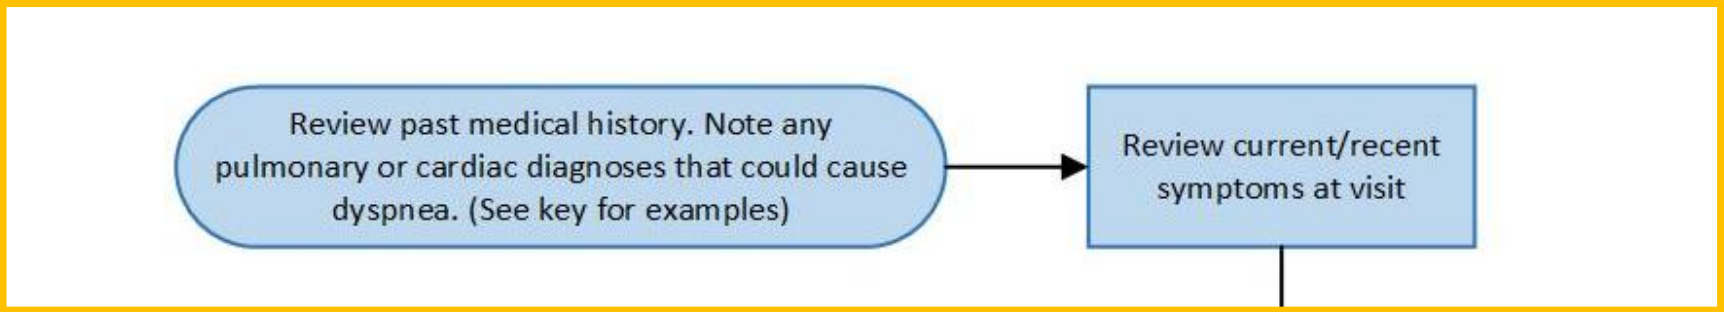 Review past medical history. Note any
pulmonary or cardiac diagnoses that could cause
dyspnea. (See key for examples)
Review current/recent
symptoms at visit